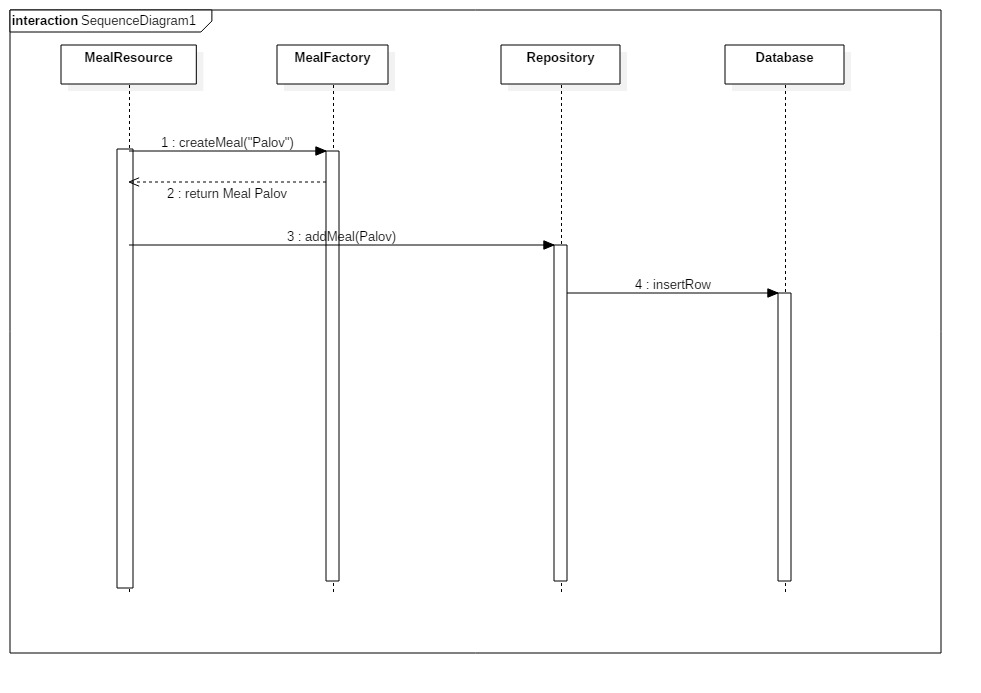 interaction SequenceDiagram1
MealResource
MealFactory
Repository
Database
1 : createMeal("Palov")
2 : return Meal Palov
3 : addMeal(Palov)
4 : insertRow